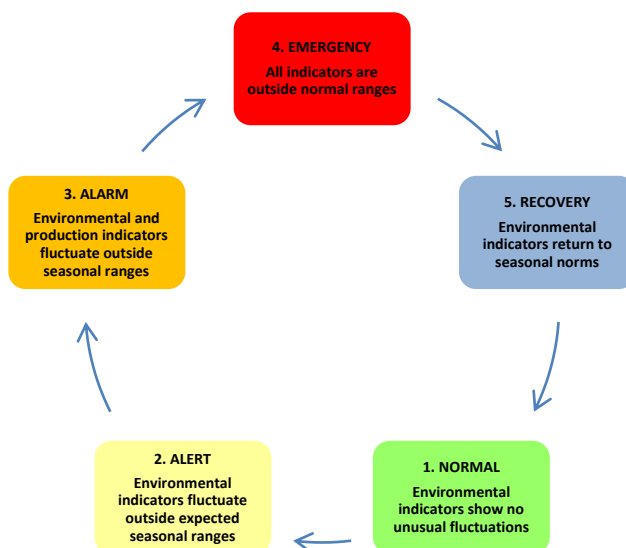 4. EMERGENCY
All indicators are
outside normal ranges
3. ALARM
Environmental and
production indicators
fluctuate outside
seasonal ranges
5. RECOVERY
Environmental
indicators return to
seasonal norms
2. ALERT
Environmental
indicators fluctuate
outside expected
seasonal ranges
1. NORMAL
Environmental
indicators show no
unusual fluctuations